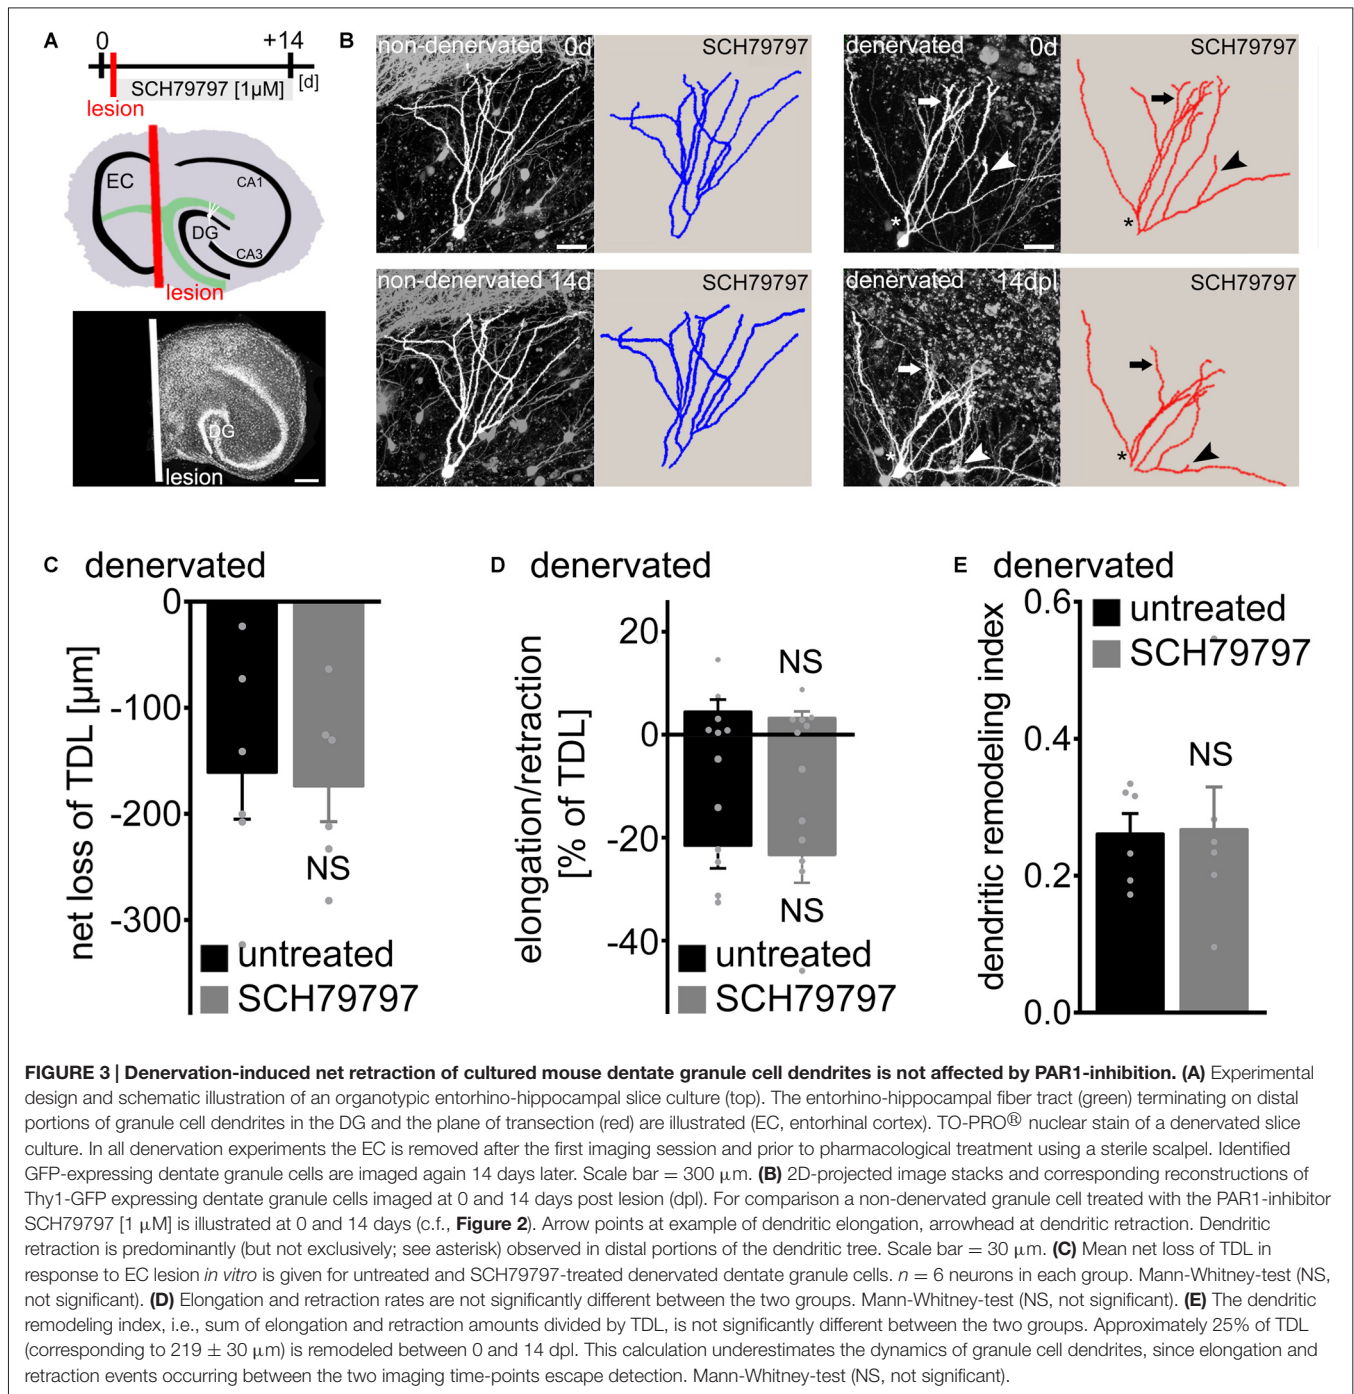 A
0
+14
SCH79797 [1µM]
[d]
lesion
EC
CA1
DG
CA3
lesion
DG
lesion
B
non-denervated 0d
SCH79797
denervated 0d
SCH79797
*
*
non-denervated 14d
SCH79797
denervated 14dpl
SCH79797
*
*
C denervated
0
-100
-200
-300
net loss of TDL [µm]
NS
untreated
SCH79797
D denervated
20
0
-20
-40
elongation/retraction
[% of TDL]
NS
NS
untreated
SCH79797
E denervated
0.6
0.4
0.2
0.0
dendritic remodeling index
untreated
SCH79797
NS
FIGURE 3 | Denervation-induced net retraction of cultured mouse dentate granule cell dendrites is not affected by PAR1-inhibition. (A) Experimental
design and schematic illustration of an organotypic entorhino-hippocampal slice culture (top). The entorhino-hippocampal fiber tract (green) terminating on distal
portions of granule cell dendrites in the DG and the plane of transection (red) are illustrated (EC, entorhinal cortex). TO-PRO® nuclear stain of a denervated slice
culture. In all denervation experiments the EC is removed after the first imaging session and prior to pharmacological treatment using a sterile scalpel. Identified
GFP-expressing dentate granule cells are imaged again 14 days later. Scale bar = 300 µm. (B) 2D-projected image stacks and corresponding reconstructions of
Thy1-GFP expressing dentate granule cells imaged at 0 and 14 days post lesion (dpl). For comparison a non-denervated granule cell treated with the PAR1-inhibitor
SCH79797 [1 µM] is illustrated at 0 and 14 days (c.f., Figure 2). Arrow points at example of dendritic elongation, arrowhead at dendritic retraction. Dendritic
retraction is predominantly (but not exclusively; see asterisk) observed in distal portions of the dendritic tree. Scale bar = 30 µm. (C) Mean net loss of TDL in
response to EC lesion in vitro is given for untreated and SCH79797-treated denervated dentate granule cells. n = 6 neurons in each group. Mann-Whitney-test (NS,
not significant). (D) Elongation and retraction rates are not significantly different between the two groups. Mann-Whitney-test (NS, not significant). (E) The dendritic
remodeling index, i.e., sum of elongation and retraction amounts divided by TDL, is not significantly different between the two groups. Approximately 25% of TDL
(corresponding to 219 ± 30 µm) is remodeled between 0 and 14 dpl. This calculation underestimates the dynamics of granule cell dendrites, since elongation and
retraction events occurring between the two imaging time-points escape detection. Mann-Whitney-test (NS, not significant).